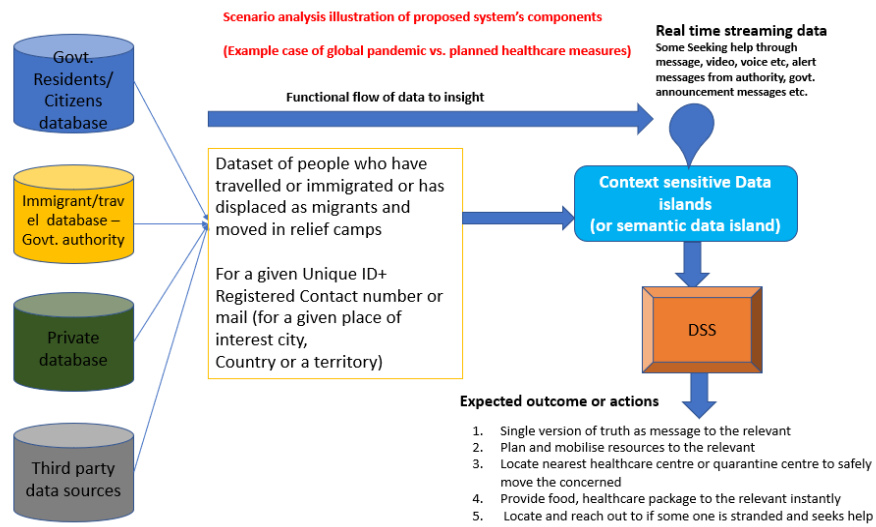 Scenario analysis illustration of proposed system's components
(Example case of global pandemic vs. planned healthcare measures)
Real time streaming data
Some Seeking help through
message, video, voice etc, alert
messages from authority, govt.
announcement messages etc.
Govt.
Residents/
Citizens
database
Functional flow of data to insight
Immigrant/trav
el database –
Govt. authority
Dataset of people who have
travelled or immigrated or has
displaced as migrants and
moved in relief camps
For a given Unique ID+
Registered Contact number or
mail (for a given place of
interest city,
Country or a territory)
Context sensitive Data
islands
(or semantic data island)
Private
database
DSS
Third party
data sources
Expected outcome or actions
1. Single version of truth as message to the relevant
2. Plan and mobilise resources to the relevant
3. Locate nearest healthcare centre or quarantine centre to safely
move the concerned
4. Provide food, healthcare package to the relevant instantly
5. Locate and reach out to if some one is stranded and seeks help